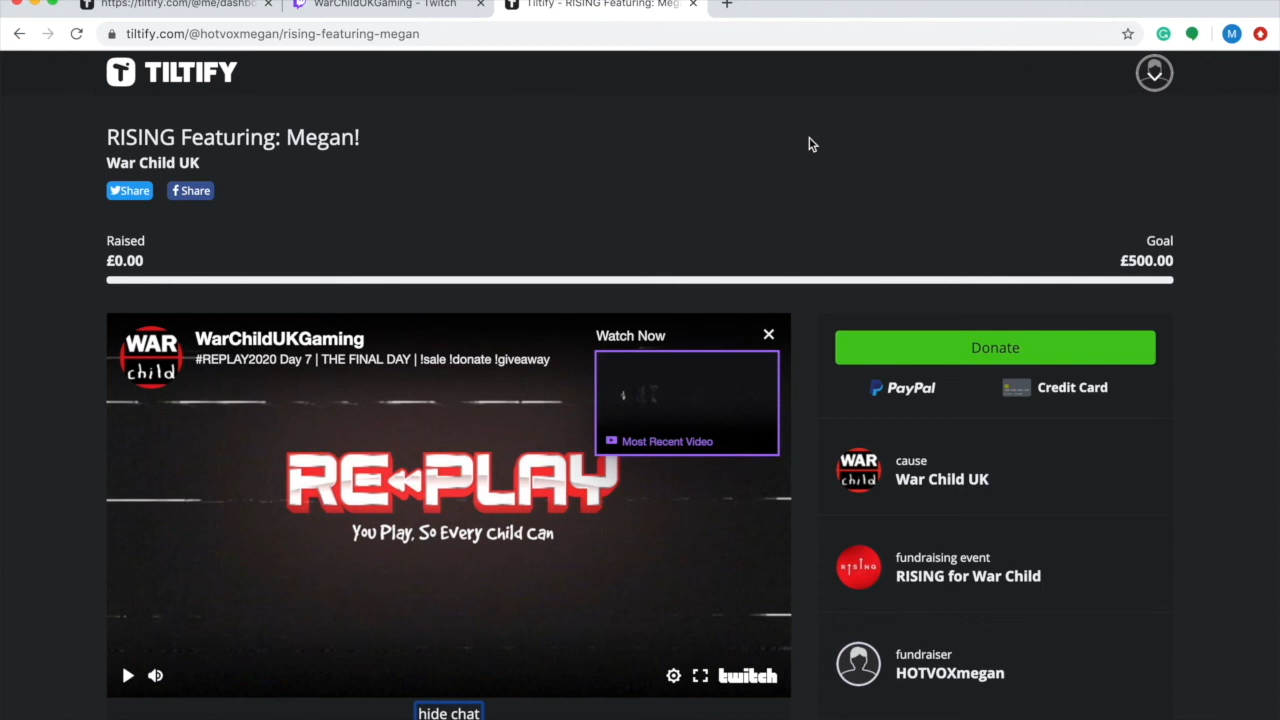 https://tiltify.com/@me/dashbo
WarChildUKGaming - Twitch
Tiltify - RISING Featuring: Meg
tiltify.com/@hotvoxmegan/rising-featuring-megan
M
TILTIFY
RISING Featuring: Megan!
War Child UK
Share
Share
Raised
Goal
£0.00
£500.00
WAR child
WarChildUKGaming
#REPLAY2020 Day 7 | THE FINAL DAY | !sale !donate !giveaway
Watch Now
Most Recent Video
RE PLAY
You Play, So Every Child Can
twitch
hide chat
Donate
PayPal
Credit Card
WAR child
cause
War Child UK
RISING
fundraising event
RISING for War Child
fundraiser
HOTVOXmegan